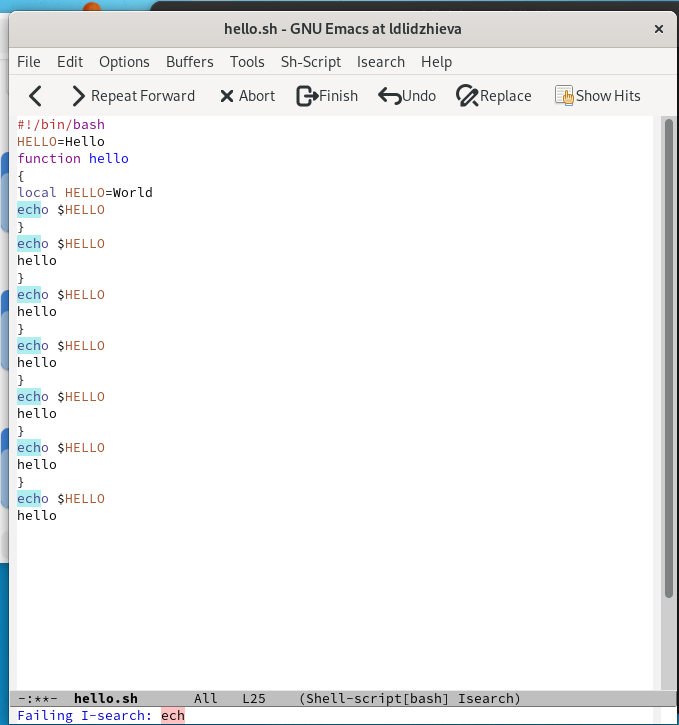 hello.sh - GNU Emacs at ldlidzhieva ×
File Edit Options Buffers Tools Sh-Script Isearch Help
Repeat Forward Abort Finish Undo Replace Show Hits
#!/bin/bash
HELLO=Hello
function hello
{
local HELLO=World
echo $HELLO
}
echo $HELLO
hello
}
echo $HELLO
hello
}
echo $HELLO
hello
}
echo $HELLO
hello
}
echo $HELLO
hello
}
echo $HELLO
hello
-:**- hello.sh All L25 (Shell-script[bash] Isearch)
Failing I-search: ech